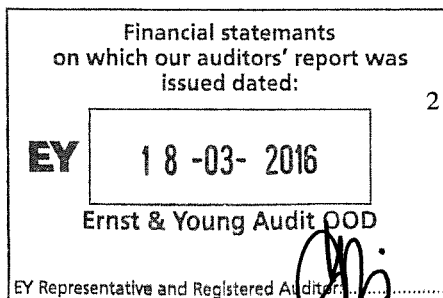 Financial statemants
on which our auditors' report was
issued dated:
2
EY 18-03-2016
Ernst & Young Audit OOD
EY Representative and Registered Auditor: